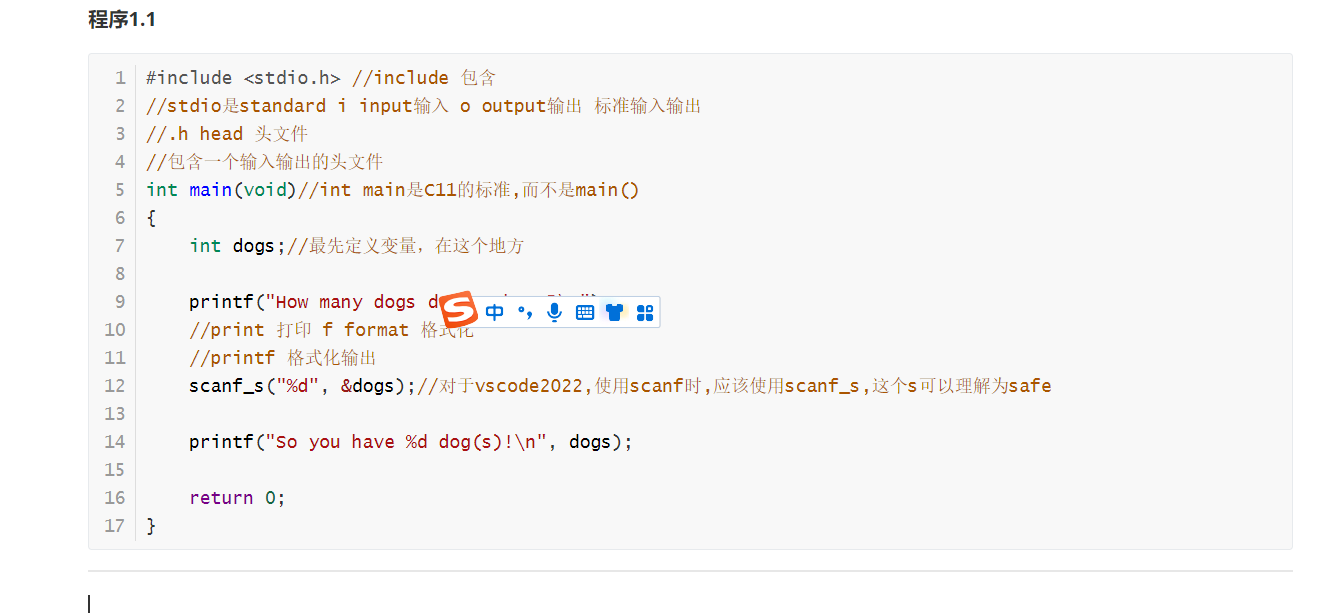 程序1.1
1 #include <stdio.h> //include 包含
2 //stdio是standard i input输入 o output输出 标准输入输出
3 //.h head 头文件
4 //包含一个输入输出的头文件
5 int main(void)//int main是C11的标准,而不是main()
6 {
7 int dogs;//最先定义变量，在这个地方
8
9 printf("How many dogs
中
10 //print 打印 f format 格式化
11 //printf 格式化输出
12 scanf_s("%d", &dogs);//对于vscode2022,使用scanf时,应该使用scanf_s,这个s可以理解为safe
13
14 printf("So you have %d dog(s)!\n", dogs);
15
16 return 0;
17 }